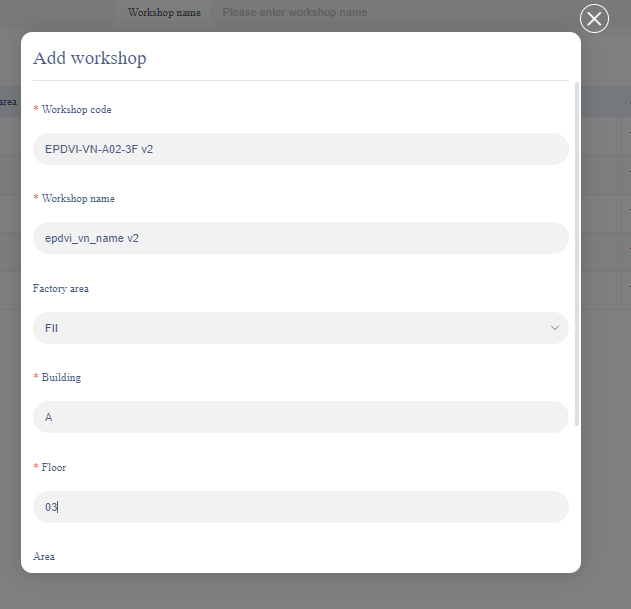 Workshop name Please enter workshop name
Add workshop
area
* Workshop code
EPDVI-VN-A02-3F v2
* Workshop name
epdvi_vn_name v2
Factory area
FII
* Building
A
* Floor
03
Area